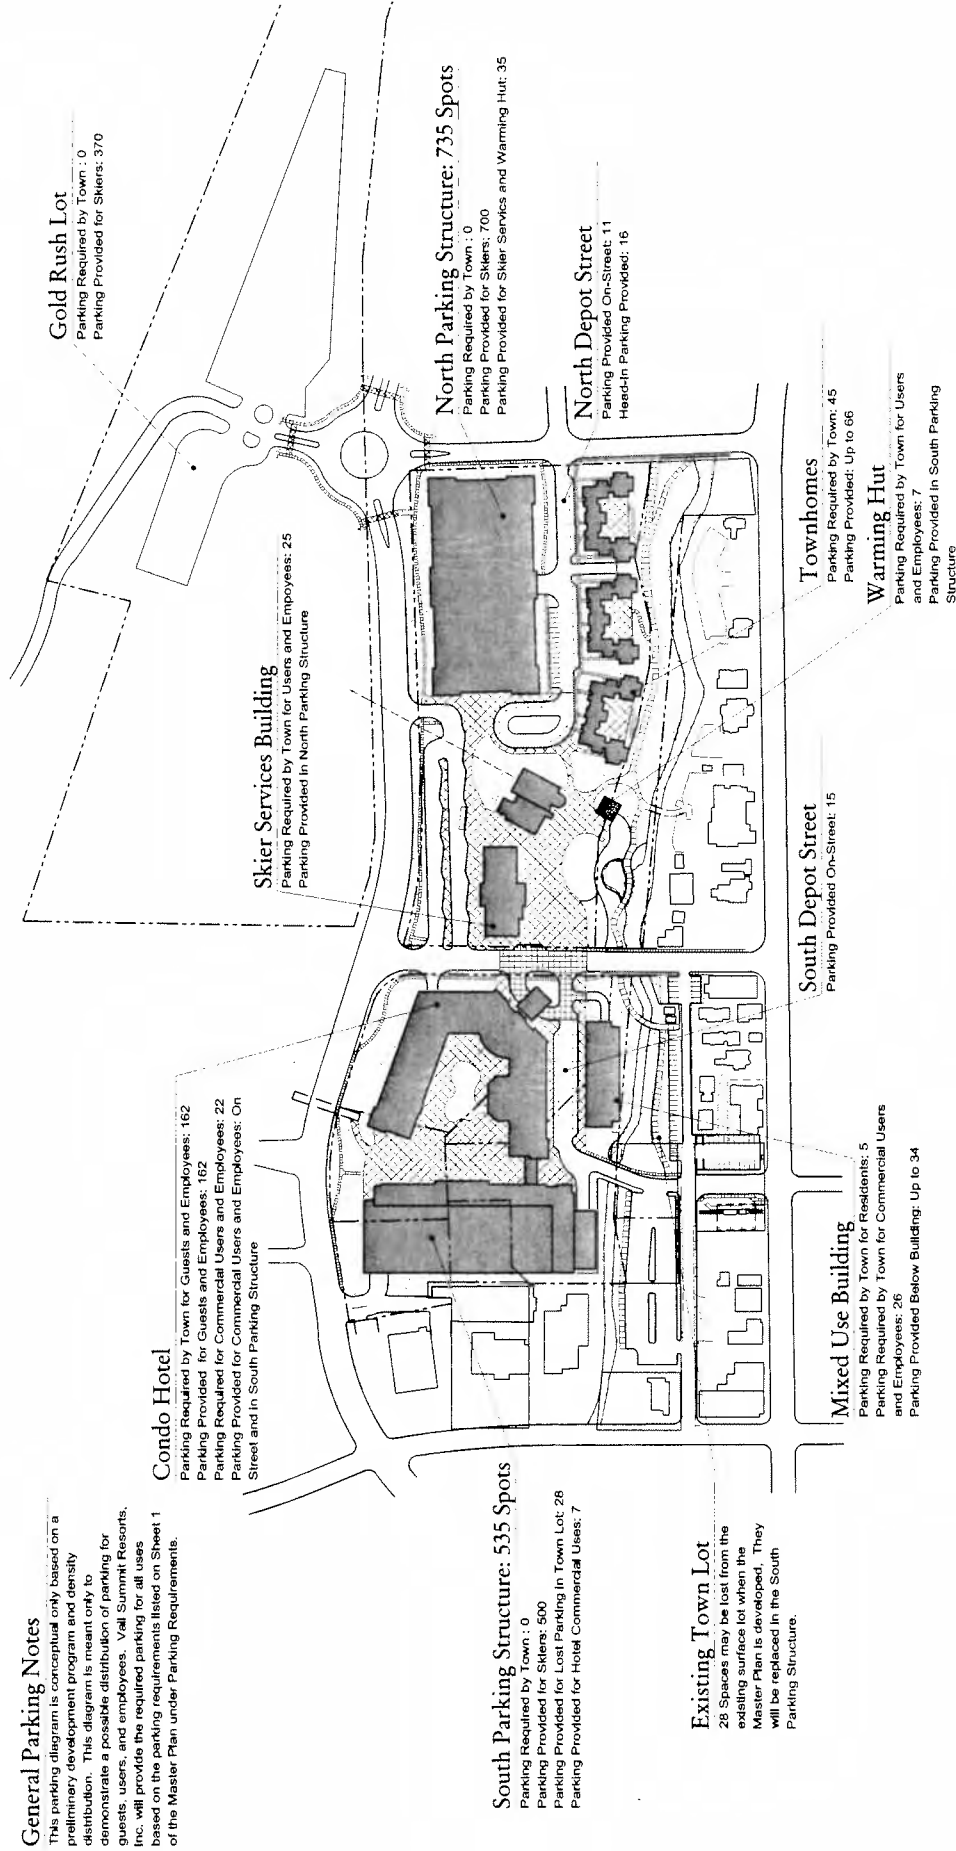 General Parking Notes
This parking diagram is conceptual only based on a
preliminary development program and density
distribution. This diagram is meant only to
demonstrate a possible distribution of parking for
guests, users, and employees. Vail Summit Resorts,
Inc. will provide the required parking for all uses
based on the parking requirements listed on Sheet 1
of the Master Plan under Parking Requirements.
Condo Hotel
Parking Required by Town for Guests and Employees: 162
Parking Provided for Guests and Employees: 162
Parking Required for Commercial Users and Employees: 22
Parking Provided for Commercial Users and Employees: On
Street and in South Parking Structure
Skier Services Building
Parking Required by Town for Users and Empoyees: 25
Parking Provided In North Parking Structure
Gold Rush Lot
Parking Required by Town : 0
Parking Provided for Skiers: 370
North Parking Structure: 735 Spots
Parking Required by Town : 0
Parking Provided for Skiers: 700
Parking Provided for Skier Servics and Warming Hut: 35
North Depot Street
Parking Provided On-Street: 11
Head-In Parking Provided: 16
Townhomes
Parking Required by Town: 45
Parking Provided: Up to 66
Warming Hut
Parking Required by Town for Users
and Employees: 7
Parking Provided In South Parking
Structure
South Depot Street
Parking Provided On-Street: 15
Mixed Use Building
Parking Required by Town for Residents: 5
Parking Required by Town for Commercial Users
and Employees: 26
Parking Provided Below Building: Up to 34
South Parking Structure: 535 Spots
Parking Required by Town : 0
Parking Provided for Skiers: 500
Parking Provided for Lost Parking in Town Lot: 28
Parking Provided for Hotel Commercial Uses: 7
Existing Town Lot
28 Spaces may be lost from the
existing surface lot when the
Master Plan is developed. They
will be replaced in the South
Parking Structure.